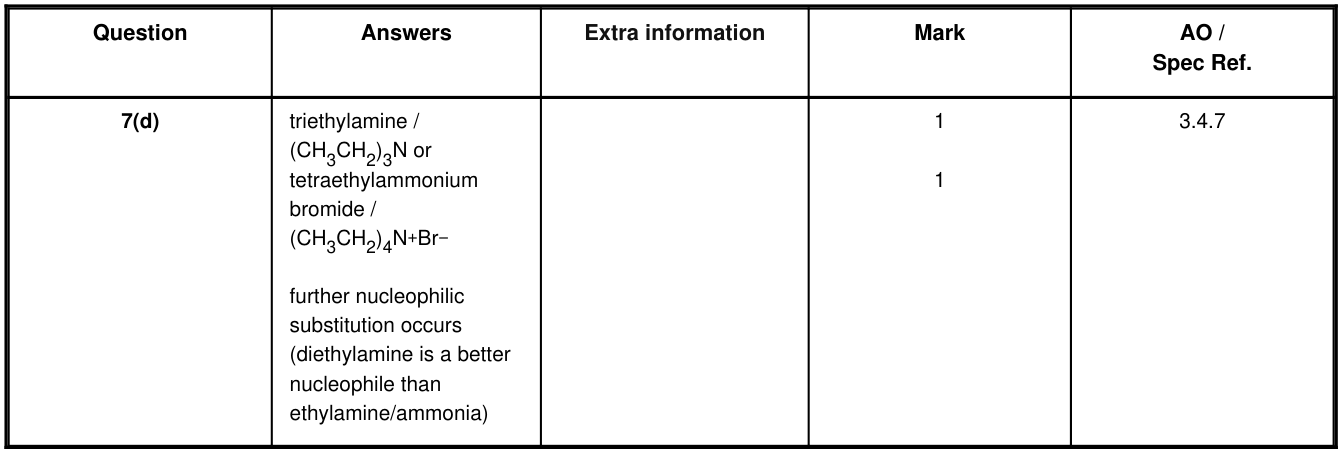 Question Answers Extra information Mark AO /
Spec Ref.
7(d) triethylamine / 1 3.4.7
(CH3CH2)3N or
tetraethylammonium 1
bromide /
(CH3CH2)4N+Br−
further nucleophilic
substitution occurs
(diethylamine is a better
nucleophile than
ethylamine/ammonia)